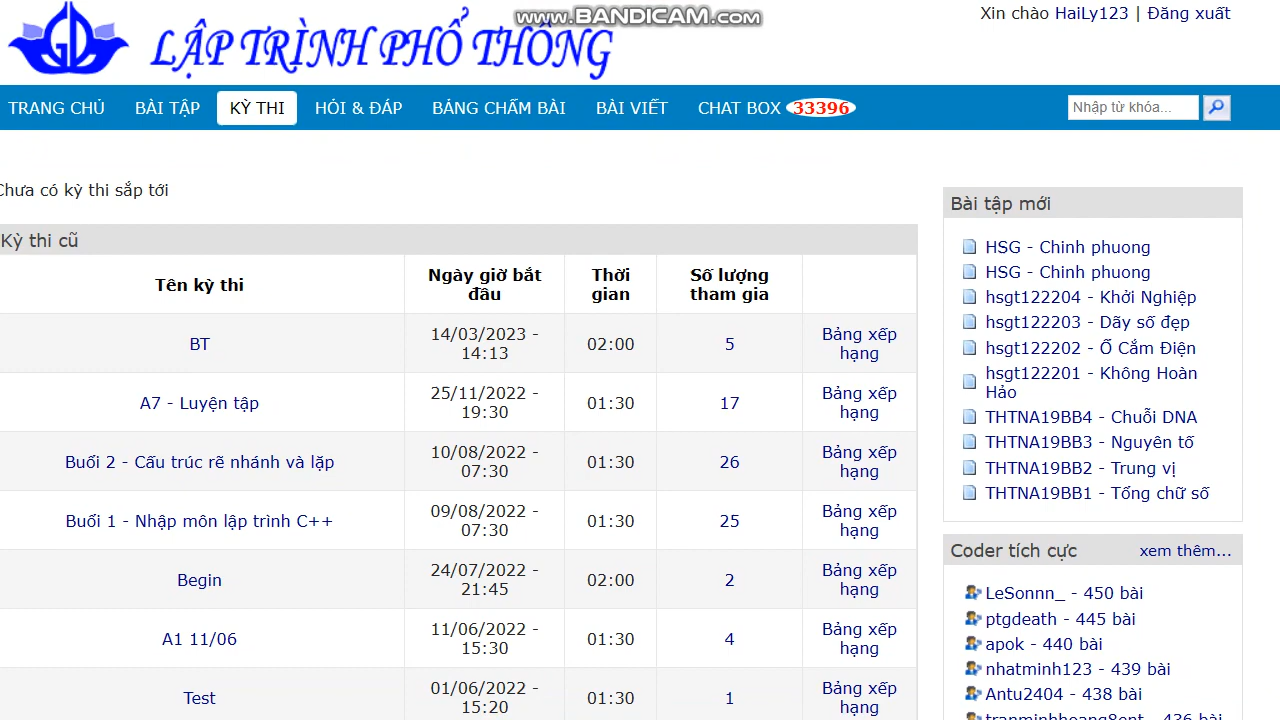 www.BANDICAM.com
Xin chào HaiLy123 | Đăng xuất
LẬP TRÌNH PHỔ THÔNG
TRANG CHỦ BÀI TẬP KỲ THI HỎI & ĐÁP BẢNG CHẤM BÀI BÀI VIẾT CHAT BOX 33396 Nhập từ khóa...
Chưa có kỳ thi sắp tới
Kỳ thi cũ
Tên kỳ thi
Ngày giờ bắt
đầu
Thời
gian
Số lượng
tham gia
BT
14/03/2023 -
14:13
02:00
5
Bảng xếp
hạng
A7 - Luyện tập
25/11/2022 -
19:30
01:30
17
Bảng xếp
hạng
Buổi 2 - Cấu trúc rẽ nhánh và lặp
10/08/2022 -
07:30
01:30
26
Bảng xếp
hạng
Buổi 1 - Nhập môn lập trình C++
09/08/2022 -
07:30
01:30
25
Bảng xếp
hạng
Begin
24/07/2022 -
21:45
02:00
2
Bảng xếp
hạng
A1 11/06
11/06/2022 -
15:30
01:30
4
Bảng xếp
hạng
Test
01/06/2022 -
15:20
01:30
1
Bảng xếp
hạng
Bài tập mới
HSG - Chinh phuong
HSG - Chinh phuong
hsgt122204 - Khởi Nghiệp
hsgt122203 - Dãy số đẹp
hsgt122202 - Ổ Cắm Điện
hsgt122201 - Không Hoàn
Hảo
THTNA19BB4 - Chuỗi DNA
THTNA19BB3 - Nguyên tố
THTNA19BB2 - Trung vị
THTNA19BB1 - Tổng chữ số
Coder tích cực xem thêm...
LeSonnn_ - 450 bài
ptgdeath - 445 bài
apok - 440 bài
nhatminh123 - 439 bài
Antu2404 - 438 bài